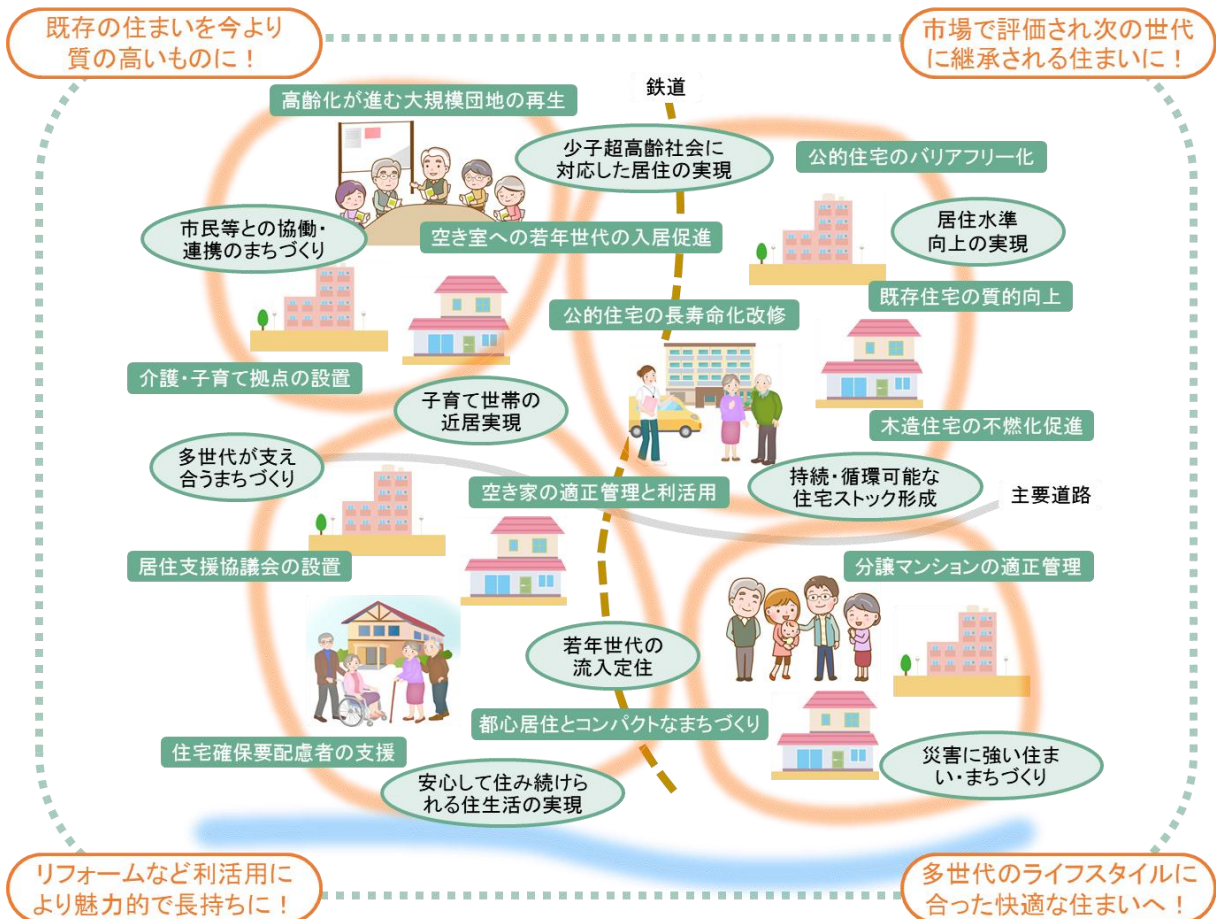 既存の住まいを今より
質の高いものに！
市場で評価され次の世代
に継承される住まいに！
鉄道
高齢化が進む大規模団地の再生
少子超高齢社会に
対応した居住の実現
公的住宅のバリアフリー化
市民等との協働・
連携のまちづくり
空き室への若年世代の入居促進
居住水準
向上の実現
既存住宅の質的向上
公的住宅の長寿命化改修
介護・子育て拠点の設置
子育て世帯の
近居実現
木造住宅の不燃化促進
多世代が支え
合うまちづくり
空き家の適正管理と利活用
持続・循環可能な
住宅ストック形成
主要道路
居住支援協議会の設置
分譲マンションの適正管理
若年世代の
流入定住
都心居住とコンパクトなまちづくり
住宅確保要配慮者の支援
災害に強い住ま
い・まちづくり
安心して住み続けら
れる住生活の実現
リフォームなど利活用に
より魅力的で長持ちに！
多世代のライフスタイルに
合った快適な住まいへ！